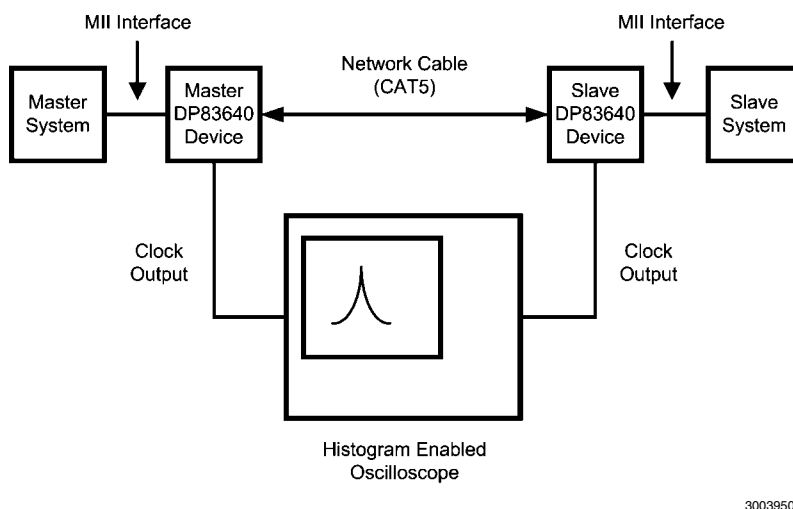 MII Interface
MII Interface
Network Cable
(CAT5)
Master
System
Master
DP83640
Device
Slave
DP83640
Device
Slave
System
Clock
Output
Clock
Output
Histogram Enabled
Oscilloscope
3003950